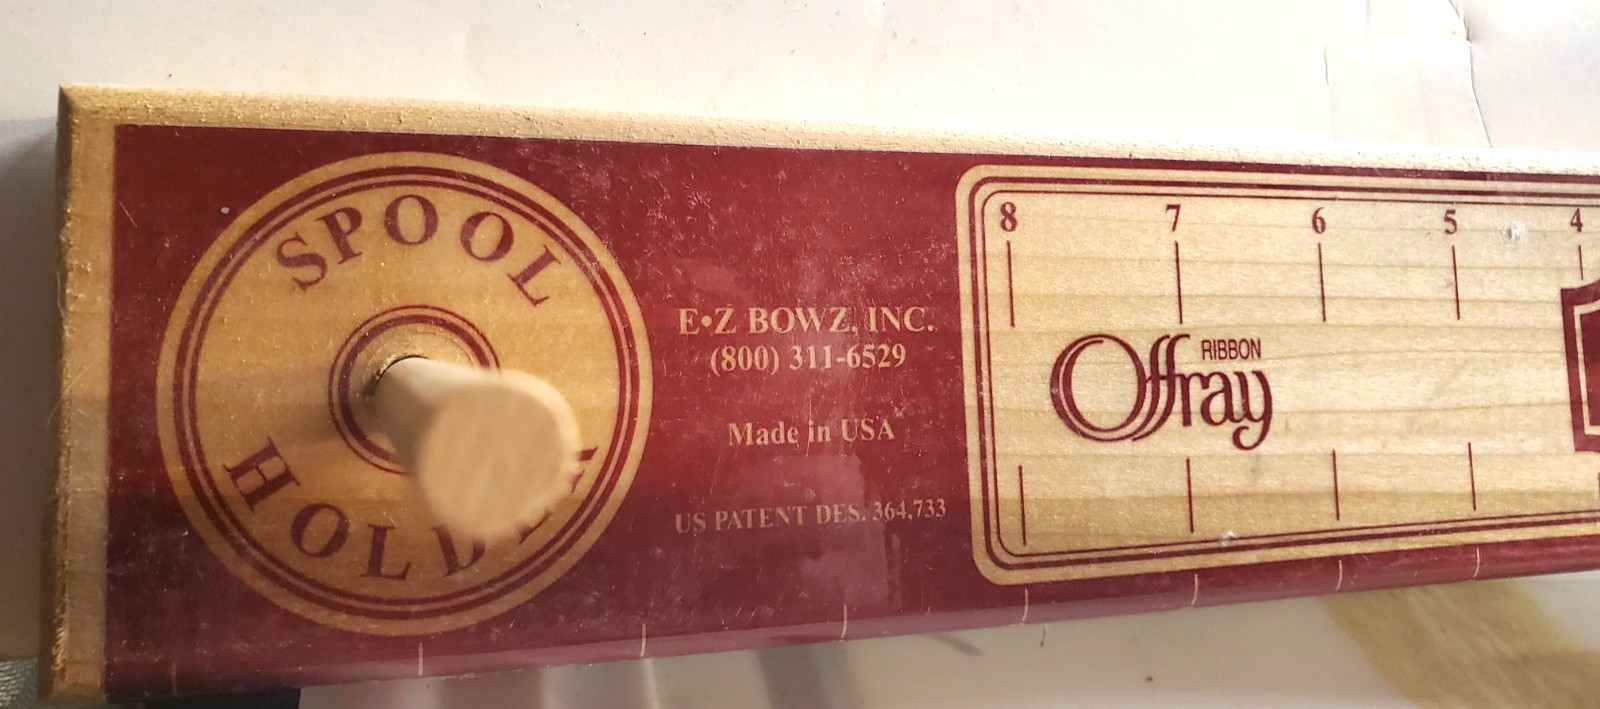 SPOOL
HOLDER
E•Z BOWZ, INC.
(800) 311-6529
Made in USA
US PATENT DES. 364,733
8 7 6 5 4
Offray RIBBON